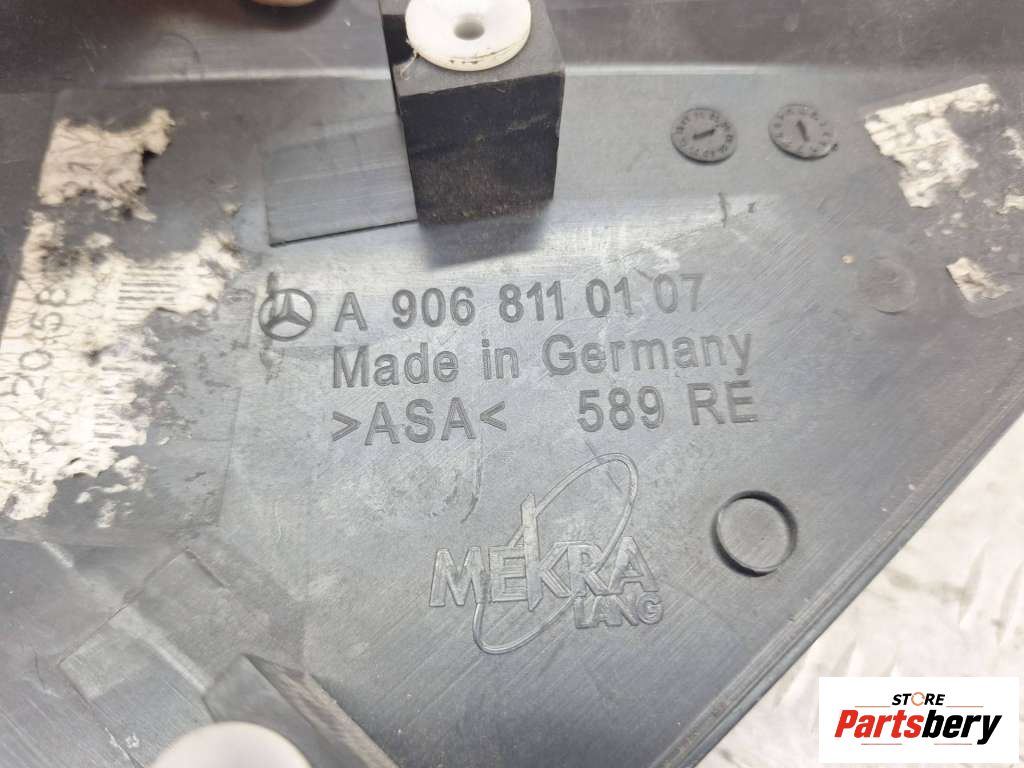 A 906 811 01 07
Made in Germany
>ASA< 589 RE
MEKRA
LANG
STORE
Partsbery